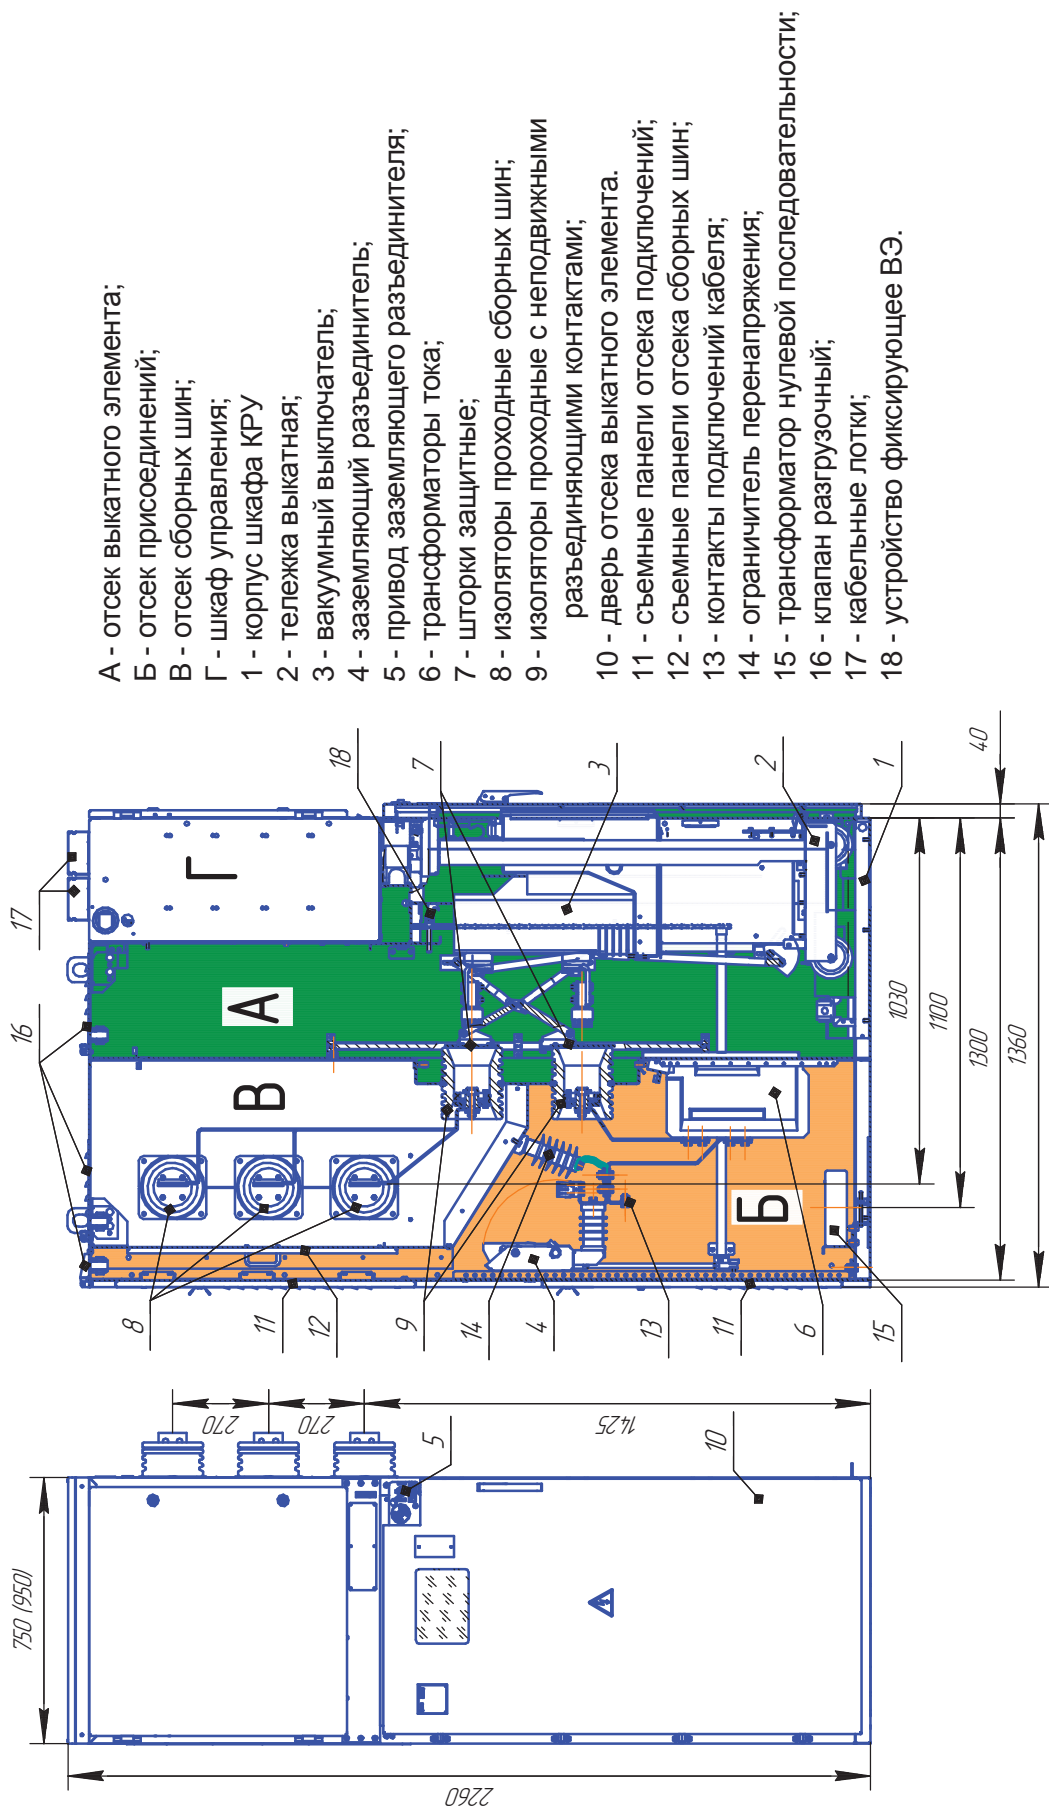 А - отсек выкатного элемента;
Б - отсек присоединений;
В - отсек сборных шин;
Г - шкаф управления;
1 - корпус шкафа КРУ
2 - тележка выкатная;
3 - вакуумный выключатель;
4 - заземляющий разъединитель;
5 - привод заземляющего разъединителя;
6 - трансформаторы тока;
7 - шторки защитные;
8 - изоляторы проходные сборных шин;
9 - изоляторы проходные с неподвижными
разъединяющими контактами;
10 - дверь отсека выкатного элемента.
11 - съемные панели отсека подключений;
12 - съемные панели отсека сборных шин;
13 - контакты подключений кабеля;
14 - ограничитель перенапряжения;
15 - трансформатор нулевой последовательности;
16 - клапан разгрузочный;
17 - кабельные лотки;
18 - устройство фиксирующее ВЭ.
16
17
18
7
3
2
1
40
Г
А
В
Б
1030
1100
1300
1360
8
11
12
9
14
4
13
11
6
15
750 (950)
270
270
1425
5
10
2260